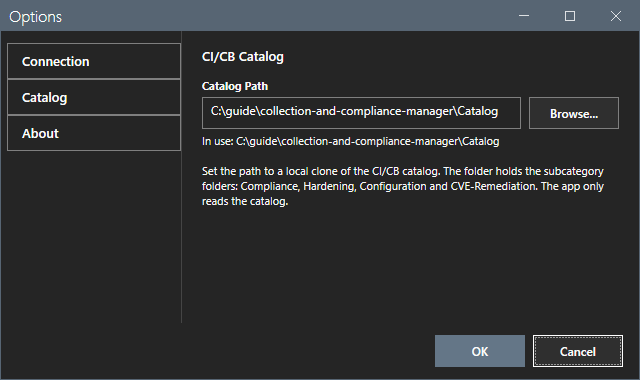 Options
Connection
Catalog
About
CI/CB Catalog
Catalog Path
C:\guide\collection-and-compliance-manager\Catalog
Browse...
In use: C:\guide\collection-and-compliance-manager\Catalog
Set the path to a local clone of the CI/CB catalog. The folder holds the subcategory
folders: Compliance, Hardening, Configuration and CVE-Remediation. The app only
reads the catalog.
OK
Cancel